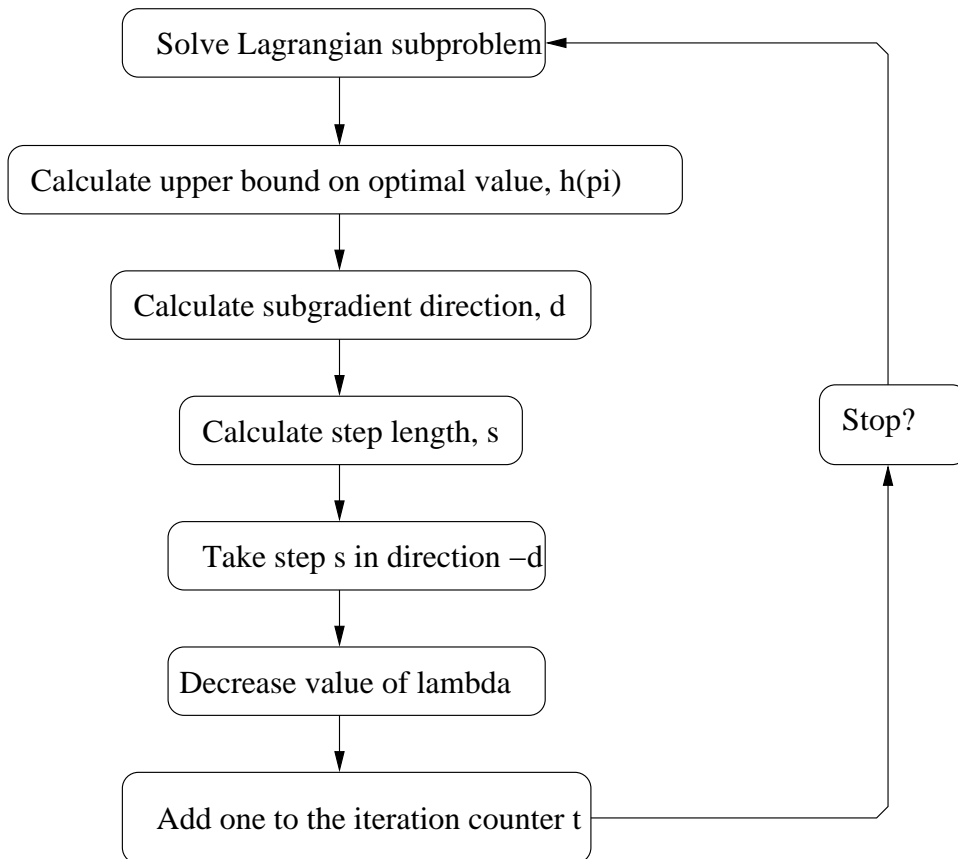 Solve Lagrangian subproblem
Calculate upper bound on optimal value, h(pi)
Calculate subgradient direction, d
Calculate step length, s
Stop?
Take step s in direction −d
Decrease value of lambda
Add one to the iteration counter t